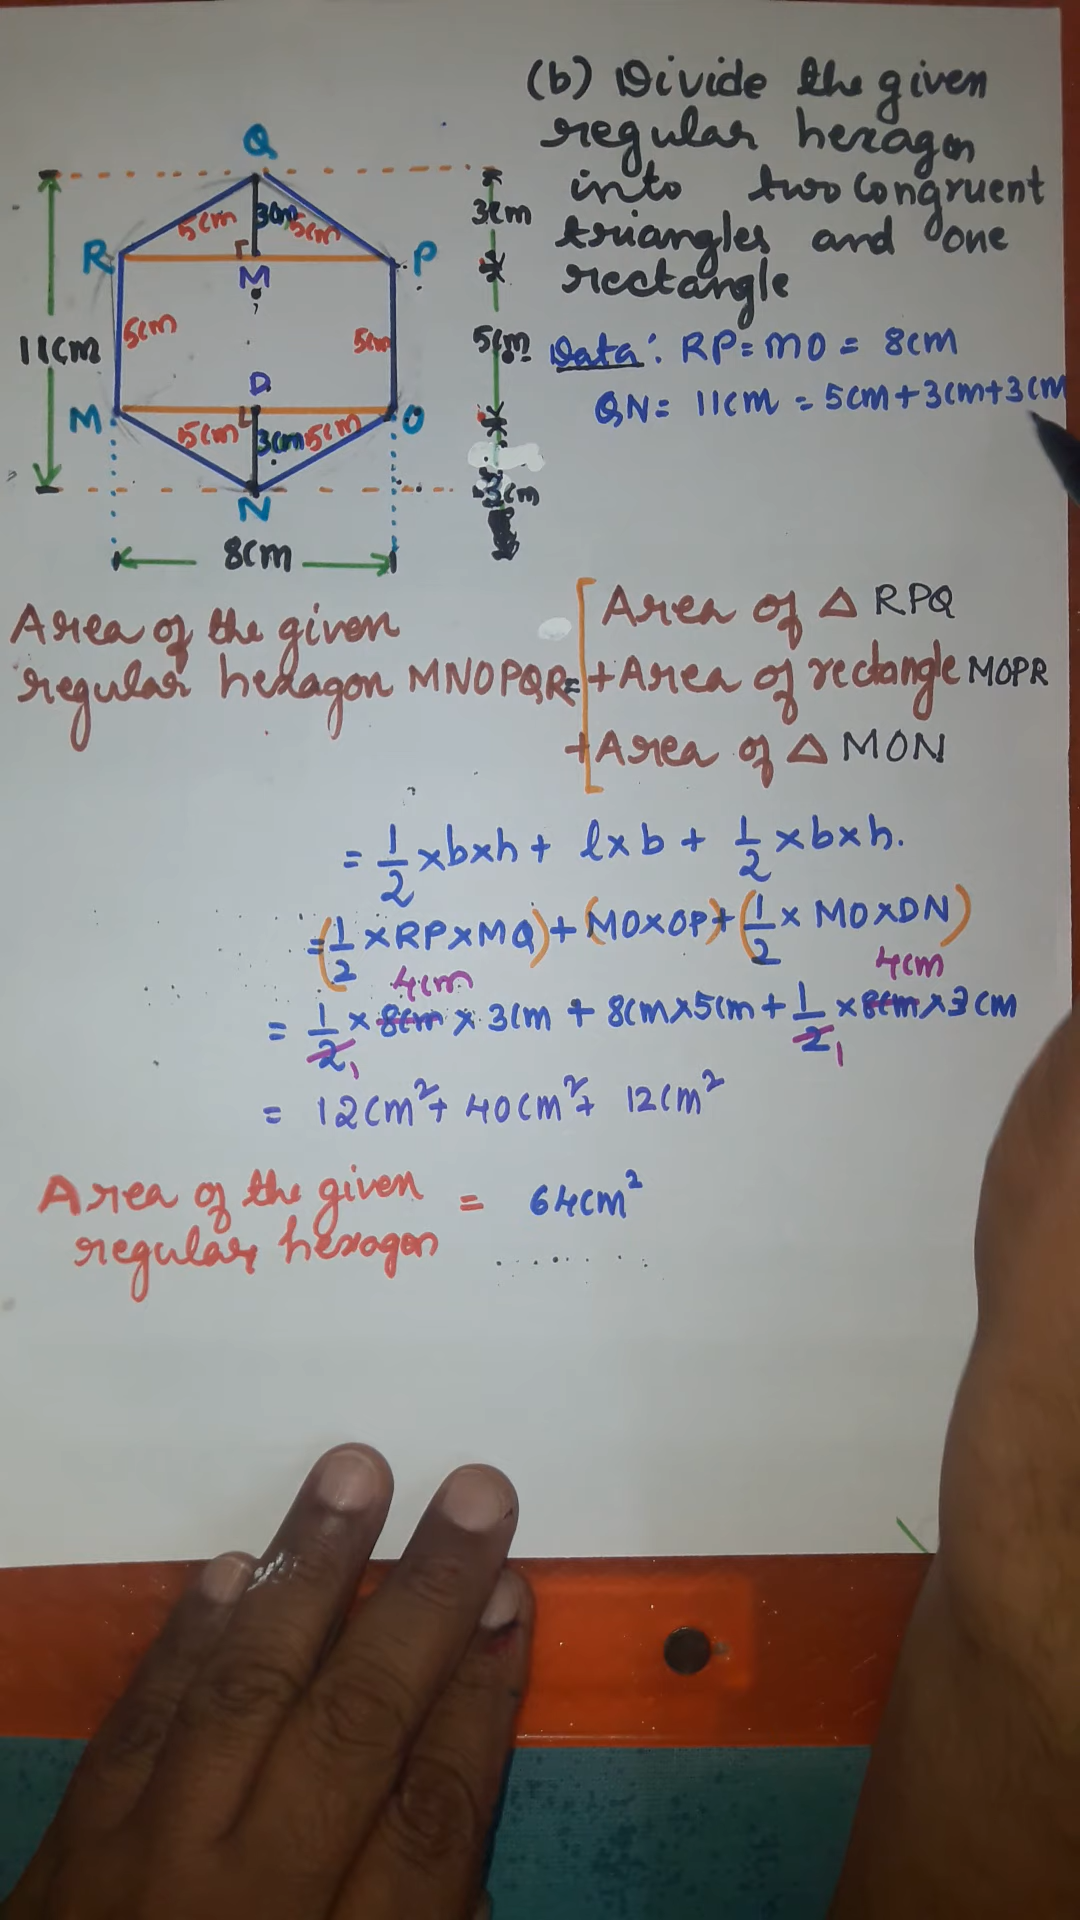 (b) Divide the given
regular hexagon
into two congruent
triangles and one
rectangle
Data: RP = MO = 8cm
QN = 11cm = 5cm + 3cm + 3cm
Q
5cm 3cm 5cm
R P
M
11cm
5cm 5cm
D
M O
5cm 3cm 5cm
N
8cm
3cm
5cm
3cm
Area of the given
regular hexagon MNOPQR =
Area of △ RPQ
+ Area of rectangle MOPR
+ Area of △ MON
= 1/2 × b × h + l × b + 1/2 × b × h.
= (1/2 × RP × MQ) + (MO × OP) + (1/2 × MO × DN)
4cm 4cm
= 1/2 × 8cm × 3cm + 8cm × 5cm + 1/2 × 8cm × 3cm
1 1
= 12cm² + 40cm² + 12cm²
Area of the given
regular hexagon = 64cm²